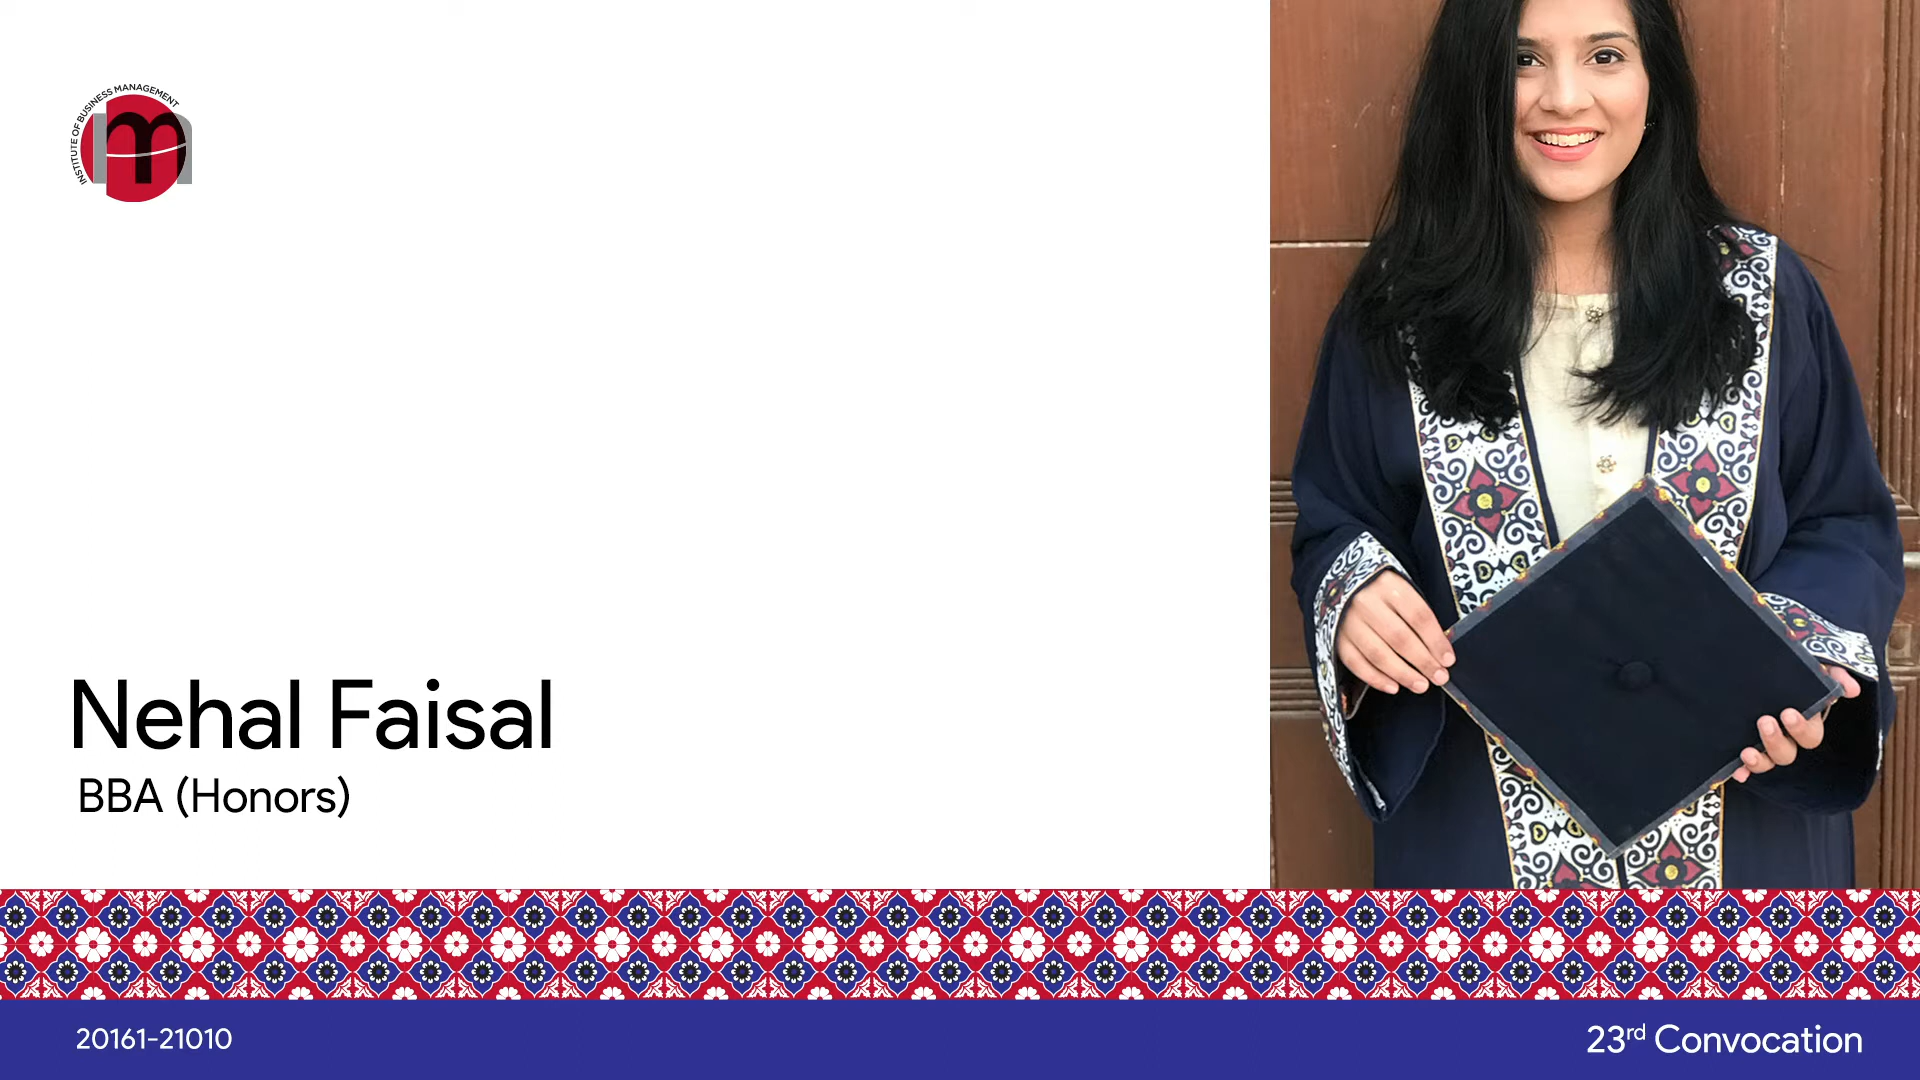 INSTITUTE OF BUSINESS MANAGEMENT
m
Nehal Faisal
BBA (Honors)
20161-21010
23rd Convocation